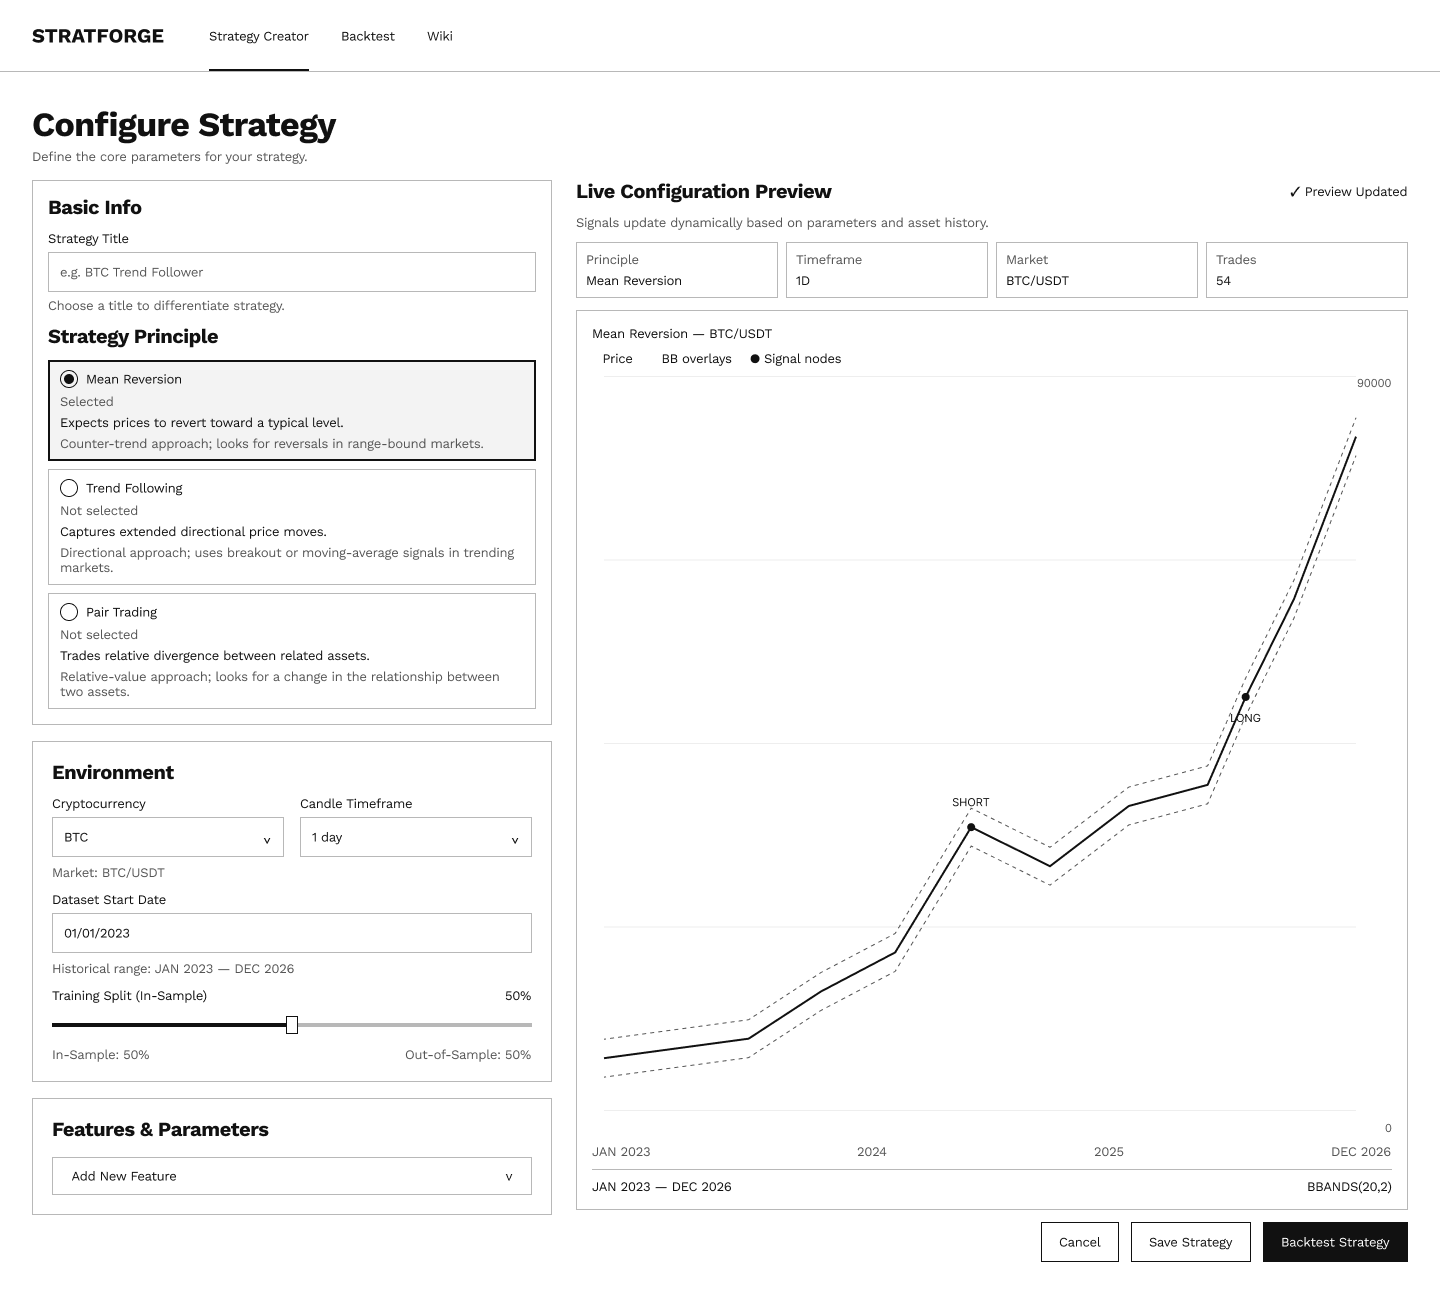 STRATFORGE
Strategy Creator
Backtest
Wiki
Configure Strategy
Define the core parameters for your strategy.
Basic Info
Strategy Title
e.g. BTC Trend Follower
Choose a title to differentiate strategy.
Strategy Principle
Mean Reversion
Selected
Expects prices to revert toward a typical level.
Counter-trend approach; looks for reversals in range-bound markets.
Trend Following
Not selected
Captures extended directional price moves.
Directional approach; uses breakout or moving-average signals in trending
markets.
Pair Trading
Not selected
Trades relative divergence between related assets.
Relative-value approach; looks for a change in the relationship between
two assets.
Environment
Cryptocurrency
Candle Timeframe
BTC v
1 day v
Market: BTC/USDT
Dataset Start Date
01/01/2023
Historical range: JAN 2023 — DEC 2026
Training Split (In-Sample) 50%
In-Sample: 50% Out-of-Sample: 50%
Features & Parameters
Add New Feature v
Live Configuration Preview
✓ Preview Updated
Signals update dynamically based on parameters and asset history.
Principle
Mean Reversion
Timeframe
1D
Market
BTC/USDT
Trades
54
Mean Reversion — BTC/USDT
Price BB overlays Signal nodes
90000
LONG
SHORT
0
JAN 2023 2024 2025 DEC 2026
JAN 2023 — DEC 2026 BBANDS(20,2)
Cancel
Save Strategy
Backtest Strategy